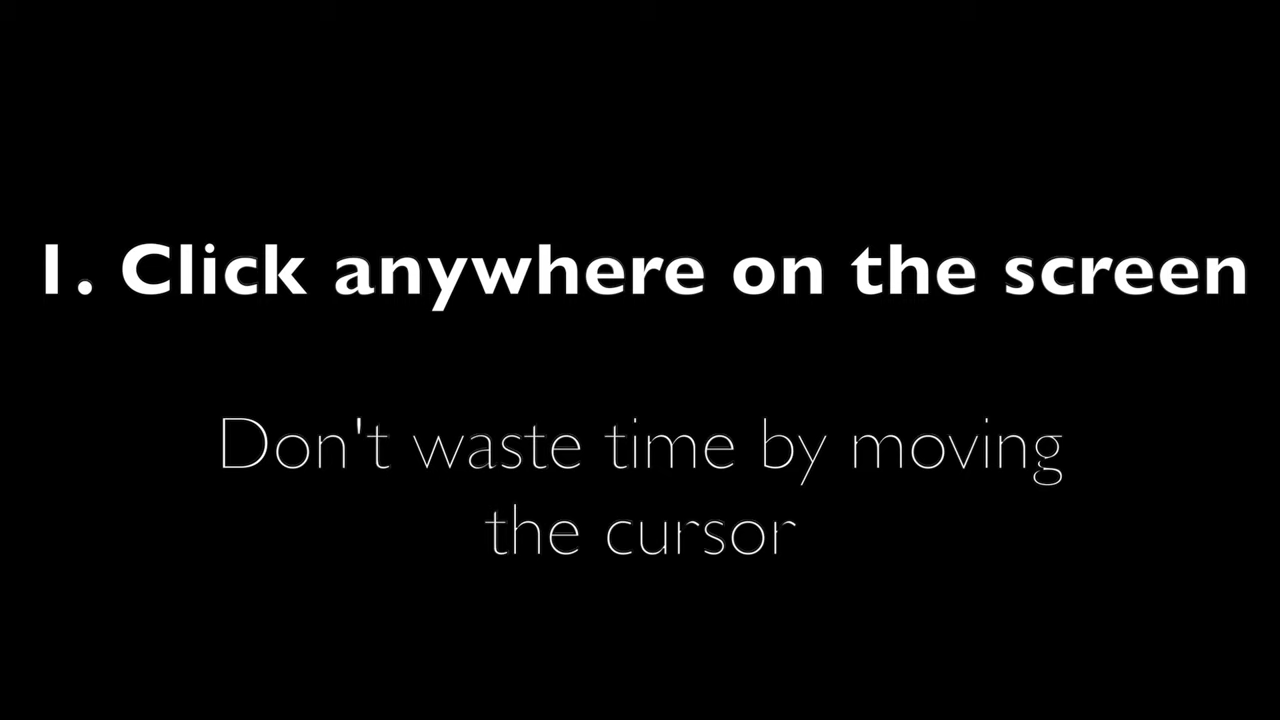 1. Click anywhere on the screen
Don't waste time by moving
the cursor